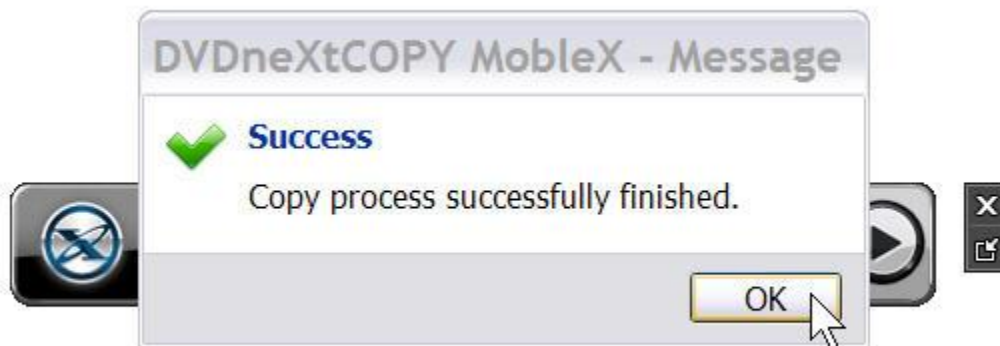 DVDneXtCOPY MobleX - Message
Success
Copy process successfully finished.
OK